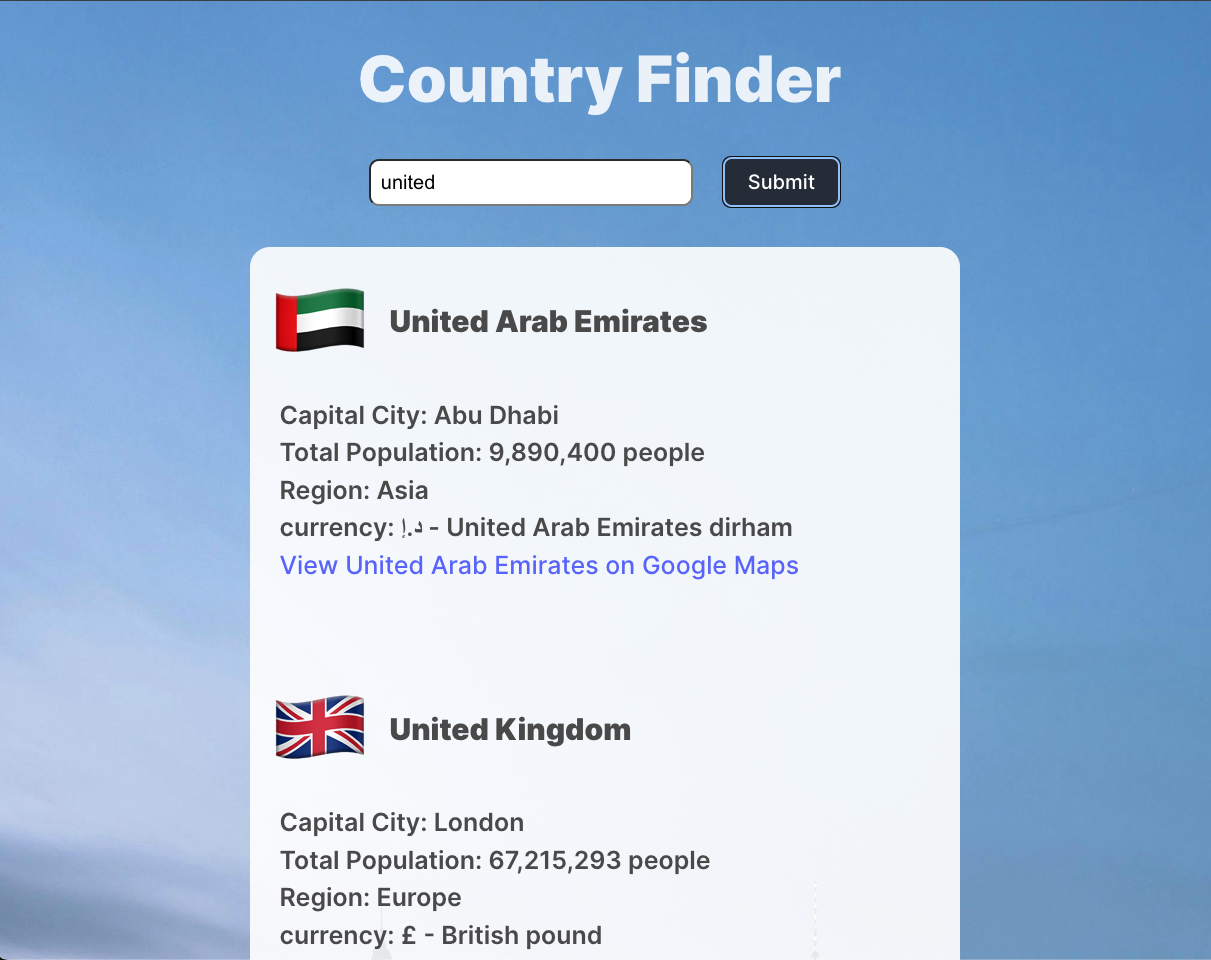 Country Finder
united
Submit
United Arab Emirates
Capital City: Abu Dhabi
Total Population: 9,890,400 people
Region: Asia
currency: د.إ - United Arab Emirates dirham
View United Arab Emirates on Google Maps
United Kingdom
Capital City: London
Total Population: 67,215,293 people
Region: Europe
currency: £ - British pound